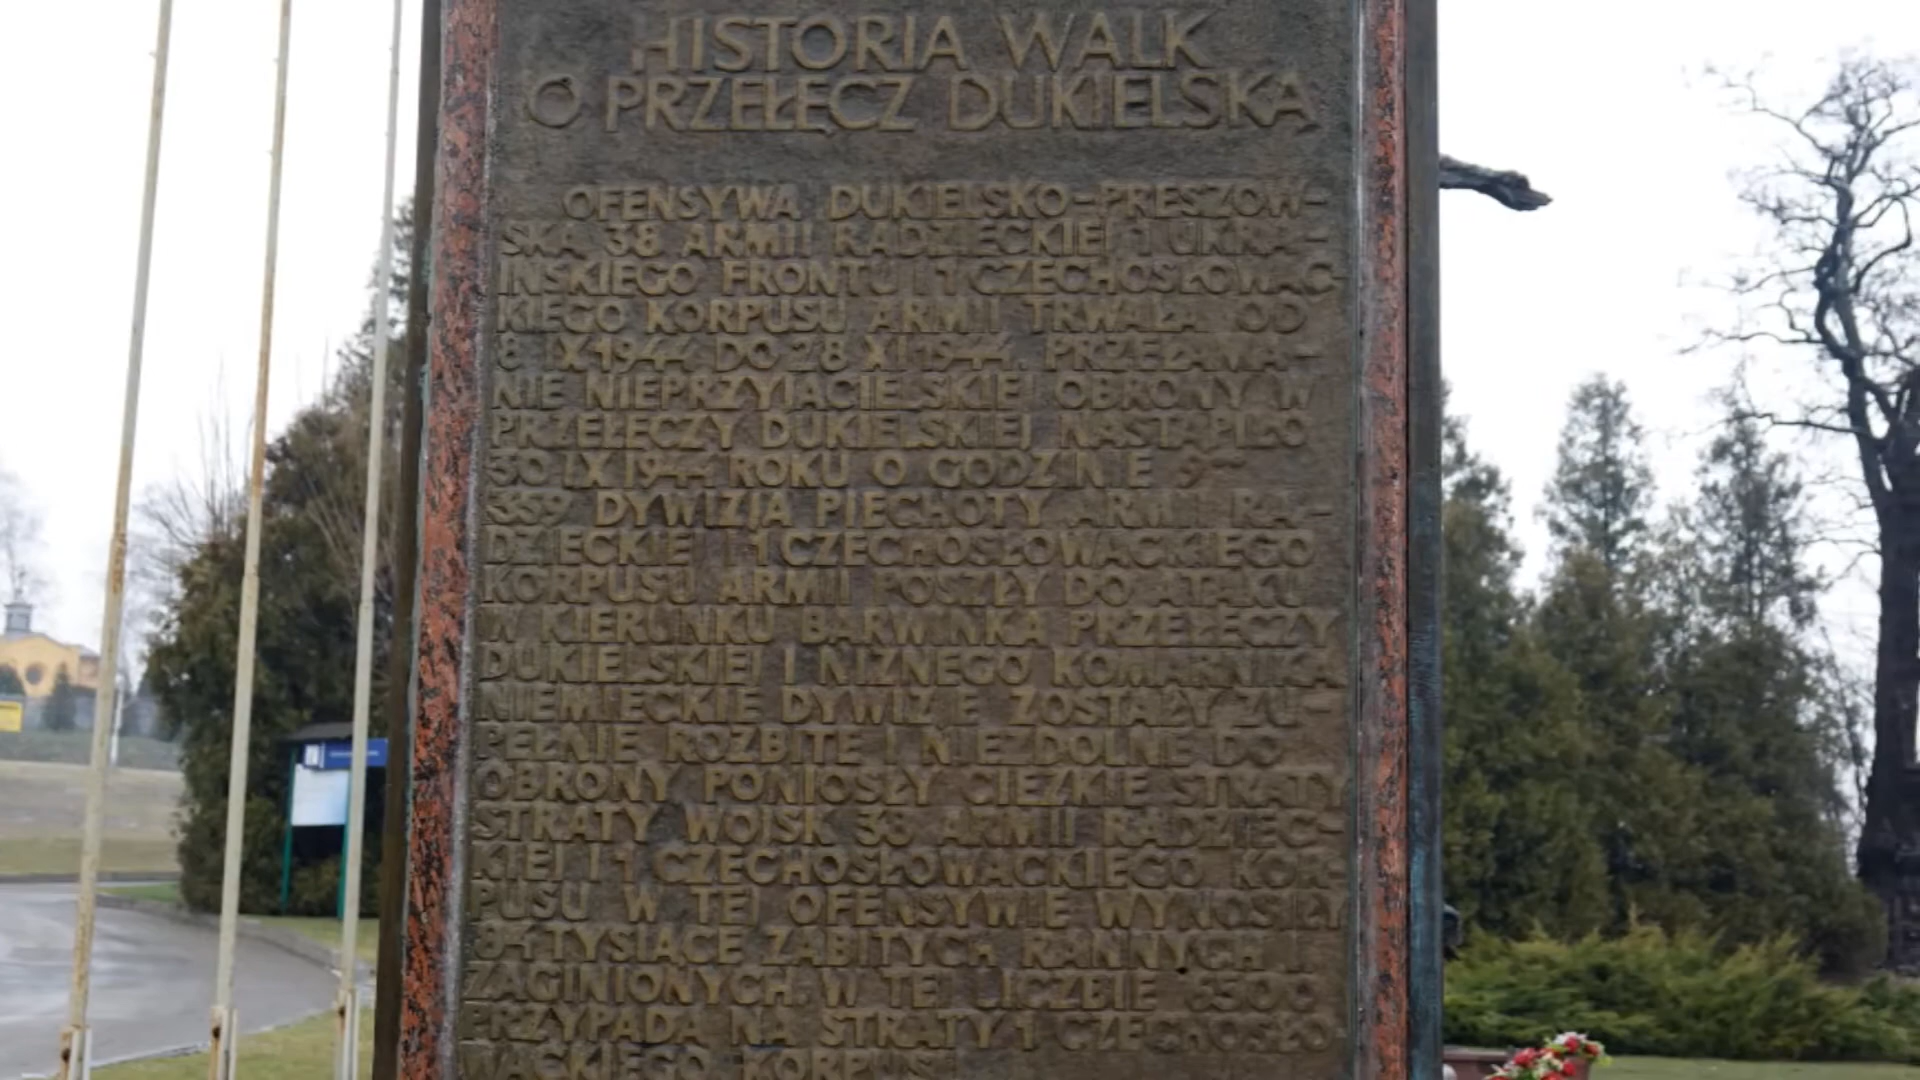 HISTORIA WALK
O PRZEŁĘCZ DUKIELSKĄ
OFENSYWA DUKIELSKO-PRESZOW-
SKA 38 ARMII RADZIECKIEJ 1 UKRA-
IŃSKIEGO FRONTU I 1 CZECHOSŁOWAC-
KIEGO KORPUSU ARMII TRWAŁA OD
8 IX 1944 DO 28 XI 1944. PRZEŁAMA-
NIE NIEPRZYJACIELSKIEJ OBRONY W
PRZEŁĘCZY DUKIELSKIEJ NASTĄPIŁO
30 IX 1944 ROKU O GODZINIE
359 DYWIZJA PIECHOTY ARMII RA-
DZIECKIEJ I 1 CZECHOSŁOWACKIEGO
KORPUSU ARMII POSZŁY DO ATAKU
W KIERUNKU BARWINKA PRZEŁĘCZY
DUKIELSKIEJ I NIŻNEGO KOMARNIKA
NIEMIECKIE DYWIZJE ZOSTAŁY ZU-
PEŁNIE ROZBITE I NIEZDOLNE DO
OBRONY PONIOSŁY CIĘŻKIE STRATY
STRATY WOJSK 38 ARMII RADZIEC-
KIEJ I 1 CZECHOSŁOWACKIEGO KOR-
PUSU W TEJ OFENSYWIE WYNOSIŁY
84 TYSIĄCE ZABITYCH RANNYCH I
ZAGINIONYCH. W TEJ LICZBIE 6500
PRZYPADA NA STRATY 1 CZECHOSŁO-
WACKIEGO